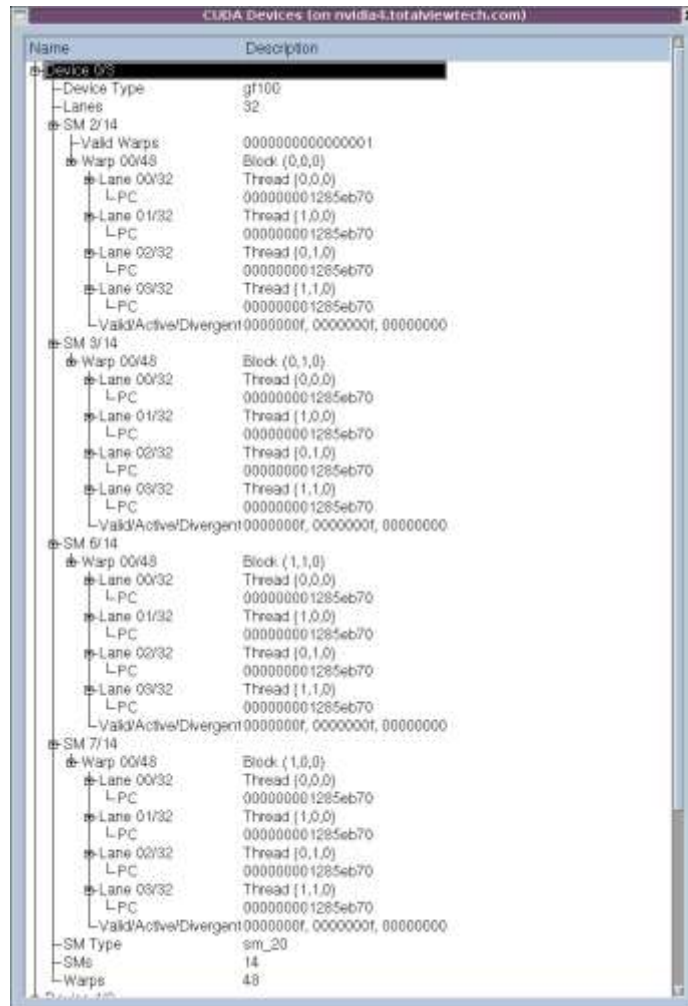 CUDA Devices (on nvidia4.totalviewtech.com)
Name Description
Device 0/3
Device Type gf100
Lanes 32
SM 2/14
Valid Warps 0000000000000001
Warp 00/48 Block (0,0,0)
Lane 00/32 Thread (0,0,0)
PC 000000001285eb70
Lane 01/32 Thread (1,0,0)
PC 000000001285eb70
Lane 02/32 Thread (0,1,0)
PC 000000001285eb70
Lane 03/32 Thread (1,1,0)
PC 000000001285eb70
Valid/Active/Divergent 0000000f, 0000000f, 00000000
SM 3/14
Warp 00/48 Block (0,1,0)
Lane 00/32 Thread (0,0,0)
PC 000000001285eb70
Lane 01/32 Thread (1,0,0)
PC 000000001285eb70
Lane 02/32 Thread (0,1,0)
PC 000000001285eb70
Lane 03/32 Thread (1,1,0)
PC 000000001285eb70
Valid/Active/Divergent 0000000f, 0000000f, 00000000
SM 6/14
Warp 00/48 Block (1,1,0)
Lane 00/32 Thread (0,0,0)
PC 000000001285eb70
Lane 01/32 Thread (1,0,0)
PC 000000001285eb70
Lane 02/32 Thread (0,1,0)
PC 000000001285eb70
Lane 03/32 Thread (1,1,0)
PC 000000001285eb70
Valid/Active/Divergent 0000000f, 0000000f, 00000000
SM 7/14
Warp 00/48 Block (1,0,0)
Lane 00/32 Thread (0,0,0)
PC 000000001285eb70
Lane 01/32 Thread (1,0,0)
PC 000000001285eb70
Lane 02/32 Thread (0,1,0)
PC 000000001285eb70
Lane 03/32 Thread (1,1,0)
PC 000000001285eb70
Valid/Active/Divergent 0000000f, 0000000f, 00000000
SM Type sm_20
SMs 14
Warps 48